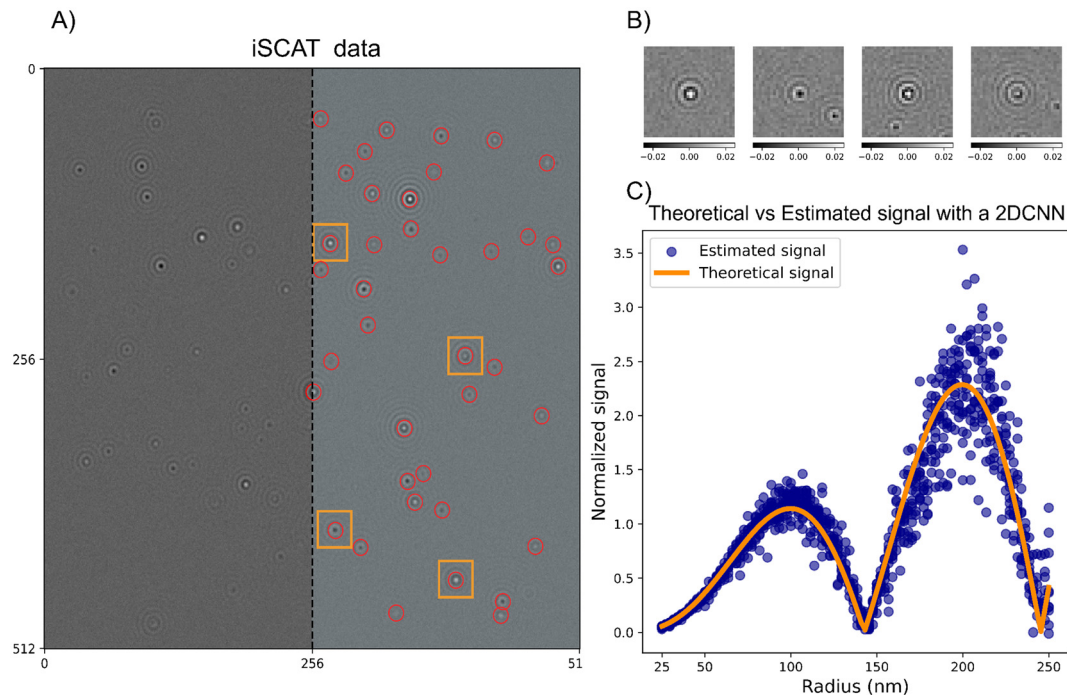 A)
iSCAT data
0
256
512
0
256
51
B)
−0.02 0.00 0.02
−0.02 0.00 0.02
−0.02 0.00 0.02
−0.02 0.00 0.02
C)
Theoretical vs Estimated signal with a 2DCNN
Estimated signal
Theoretical signal
Normalized signal
3.5
3.0
2.5
2.0
1.5
1.0
0.5
0.0
25 50 100 150 200 250
Radius (nm)